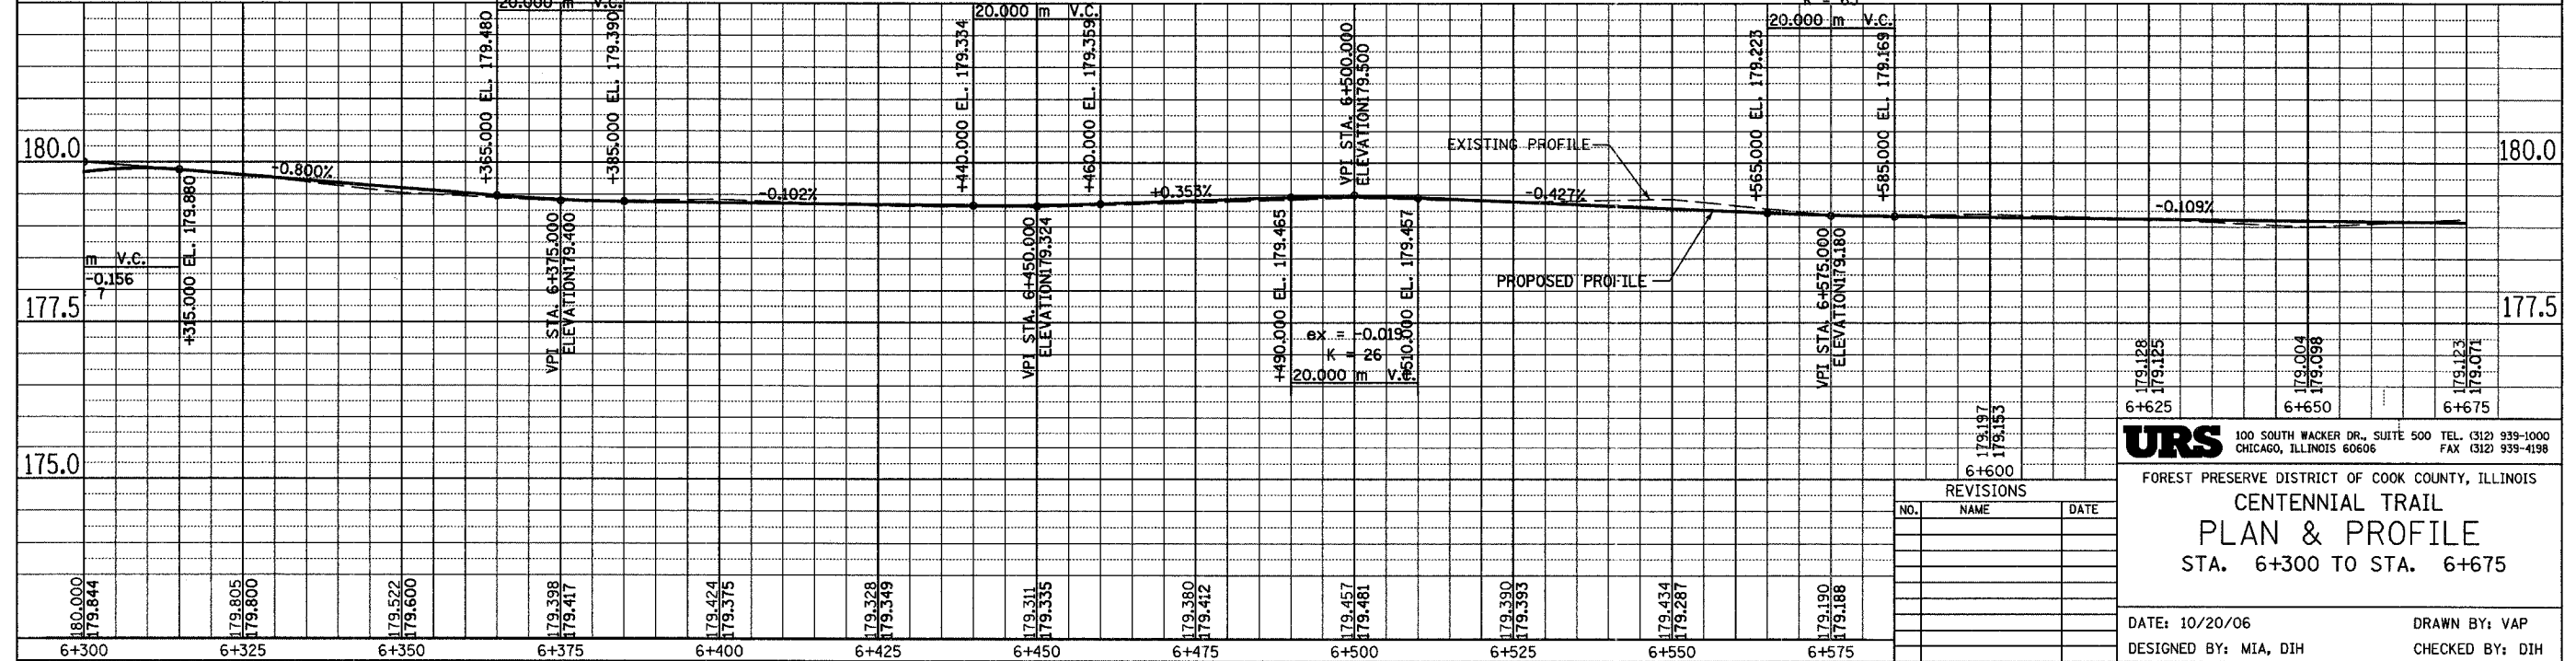 20.000 m V.C.
+365.000 EL. 179.480
+385.000 EL. 179.390
20.000 m V.C.
+440.000 EL. 179.334
+460.000 EL. 179.359
VPI STA. 6+500.000
ELEVATION179.500
20.000 m V.C.
+565.000 EL. 179.223
+585.000 EL. 179.169
180.0
-0.800%
-0.102%
+0.353%
EXISTING PROFILE
-0.427%
-0.109%
180.0
m V.C.
-0.156
7
+315.000 EL. 179.880
VPI STA. 6+375.000
ELEVATION179.400
VPI STA. 6+450.000
ELEVATION179.324
+490.000 EL. 179.465
ex = -0.019
K = 26
20.000 m V.C.
+510.000 EL. 179.457
PROPOSED PROFILE
VPI STA. 6+575.000
ELEVATION179.180
177.5
177.5
175.0
179.128
179.125
6+625
179.004
179.098
6+650
179.123
179.071
6+675
179.197
179.153
6+600
180.000
179.844
6+300
179.805
179.800
6+325
179.522
179.600
6+350
179.398
179.417
6+375
179.424
179.375
6+400
179.328
179.349
6+425
179.311
179.335
6+450
179.380
179.412
6+475
179.457
179.481
6+500
179.390
179.393
6+525
179.434
179.287
6+550
179.190
179.188
6+575
REVISIONS
NO. NAME DATE
URS
100 SOUTH WACKER DR., SUITE 500 TEL. (312) 939-1000
CHICAGO, ILLINOIS 60606 FAX (312) 939-4198
FOREST PRESERVE DISTRICT OF COOK COUNTY, ILLINOIS
CENTENNIAL TRAIL
PLAN & PROFILE
STA. 6+300 TO STA. 6+675
DATE: 10/20/06 DRAWN BY: VAP
DESIGNED BY: MIA, DIH CHECKED BY: DIH